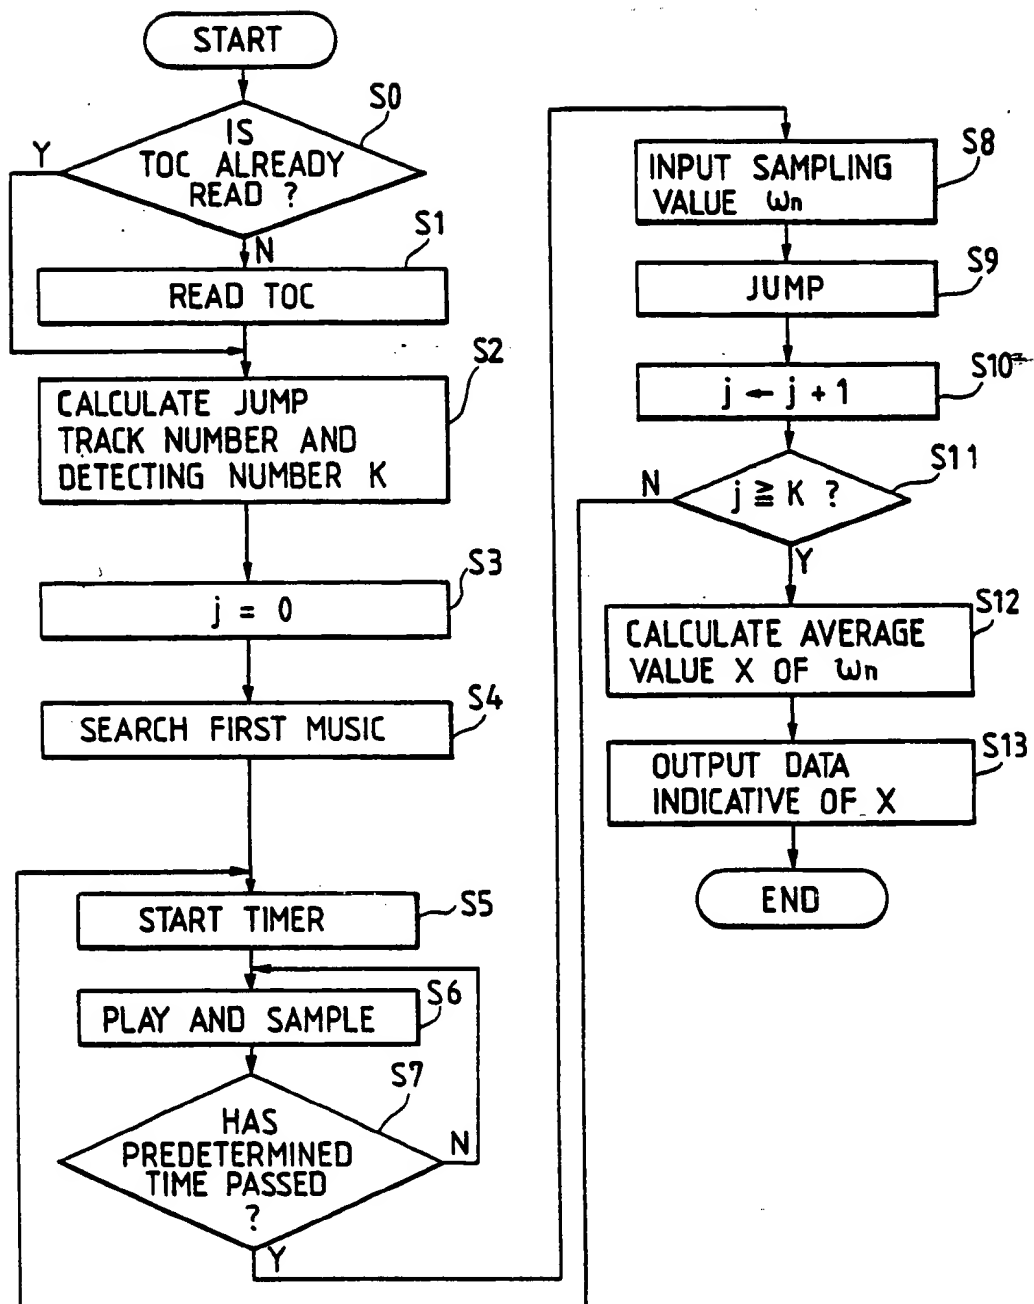 START
S0
IS
TOC ALREADY
READ ?
Y
N
S1
READ TOC
S2
CALCULATE JUMP
TRACK NUMBER AND
DETECTING NUMBER K
S3
j = 0
S4
SEARCH FIRST MUSIC
S5
START TIMER
S6
PLAY AND SAMPLE
S7
HAS
PREDETERMINED
TIME PASSED
?
N
Y
S8
INPUT SAMPLING
VALUE ωn
S9
JUMP
S10
j ← j + 1
S11
j ≧ K ?
N
Y
S12
CALCULATE AVERAGE
VALUE X OF ωn
S13
OUTPUT DATA
INDICATIVE OF X
END